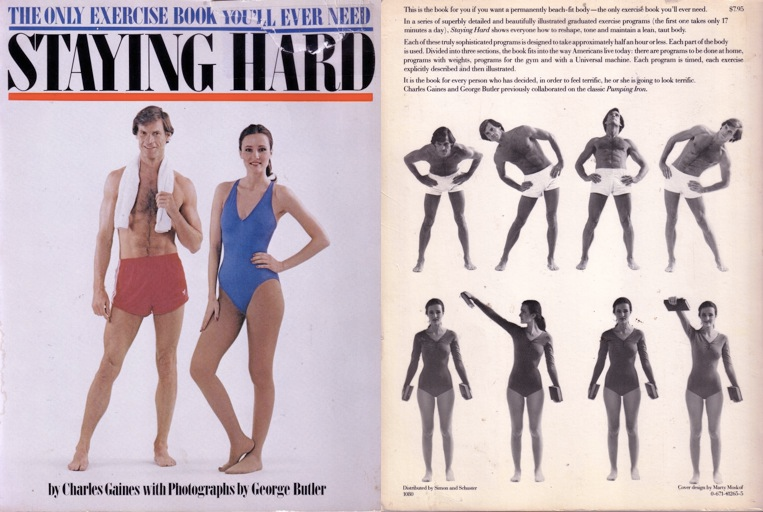 THE ONLY EXERCISE BOOK YOU'LL EVER NEED
STAYING HARD
by Charles Gaines with Photographs by George Butler
This is the book for you if you want a permanently beach-fit body—the only exercise book you'll ever need. $7.95
In a series of superbly detailed and beautifully illustrated graduated exercise programs (the first one takes only 17
minutes a day), Staying Hard shows everyone how to reshape, tone and maintain a lean, taut body.
Each of these truly sophisticated programs is designed to take approximately half an hour or less. Each part of the body
is used. Divided into three sections, the book fits into the way Americans live today: there are programs to be done at home,
programs with weights, programs for the gym and with a Universal machine. Each program is timed, each exercise
explicitly described and then illustrated.
It is the book for every person who has decided, in order to feel terrific, he or she is going to look terrific.
Charles Gaines and George Butler previously collaborated on the classic Pumping Iron.
Distributed by Simon and Schuster
1080
Cover design by Marty Moskof
0-671-41265-5